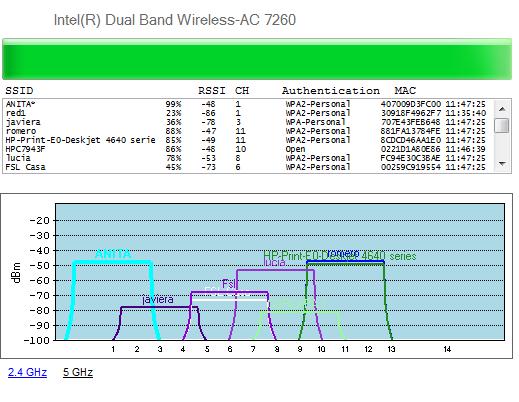 Intel(R) Dual Band Wireless-AC 7260
SSID RSSI CH Authentication MAC
ANITA* 99% -48 1 WPA2-Personal 407009D3FC00 11:47:25
red1 23% -86 1 WPA2-Personal 30918F4962F7 11:35:40
javiera 36% -78 3 WPA-Personal 707E43FEB648 11:47:25
romero 88% -47 11 WPA2-Personal 881FA13784FE 11:47:25
HP-Print-E0-Deskjet 4640 serie 85% -49 11 WPA2-Personal 8CDCD46AA1E0 11:47:25
HPC7943F 86% -48 10 Open 0221D1A80E86 11:46:39
lucia 78% -53 8 WPA2-Personal FC94E30C3BAE 11:47:25
FSL Casa 45% -73 6 WPA2-Personal 00259C919554 11:47:25
dBm
-20
-30
-40
-50
-60
-70
-80
-90
-100
ANITA
romero
HP-Print-E0-Deskjet 4640 series
lucia
Fsl
javiera
1 2 3 4 5 6 7 8 9 10 11 12 13 14
2.4 GHz 5 GHz